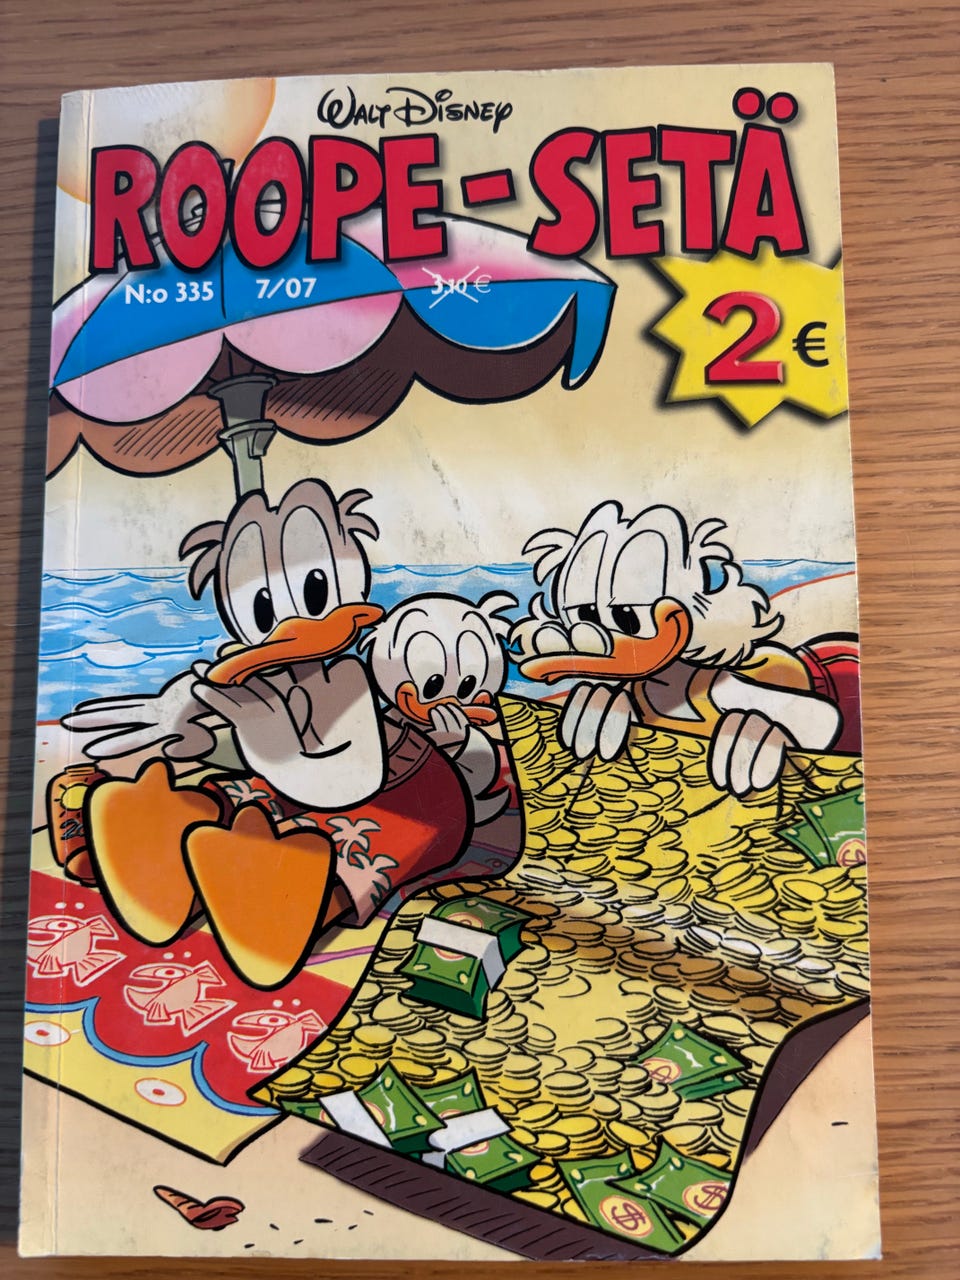 WALT DISNEY
ROOPE-SETÄ
N:o 335 7/07 3,10 €
2 €